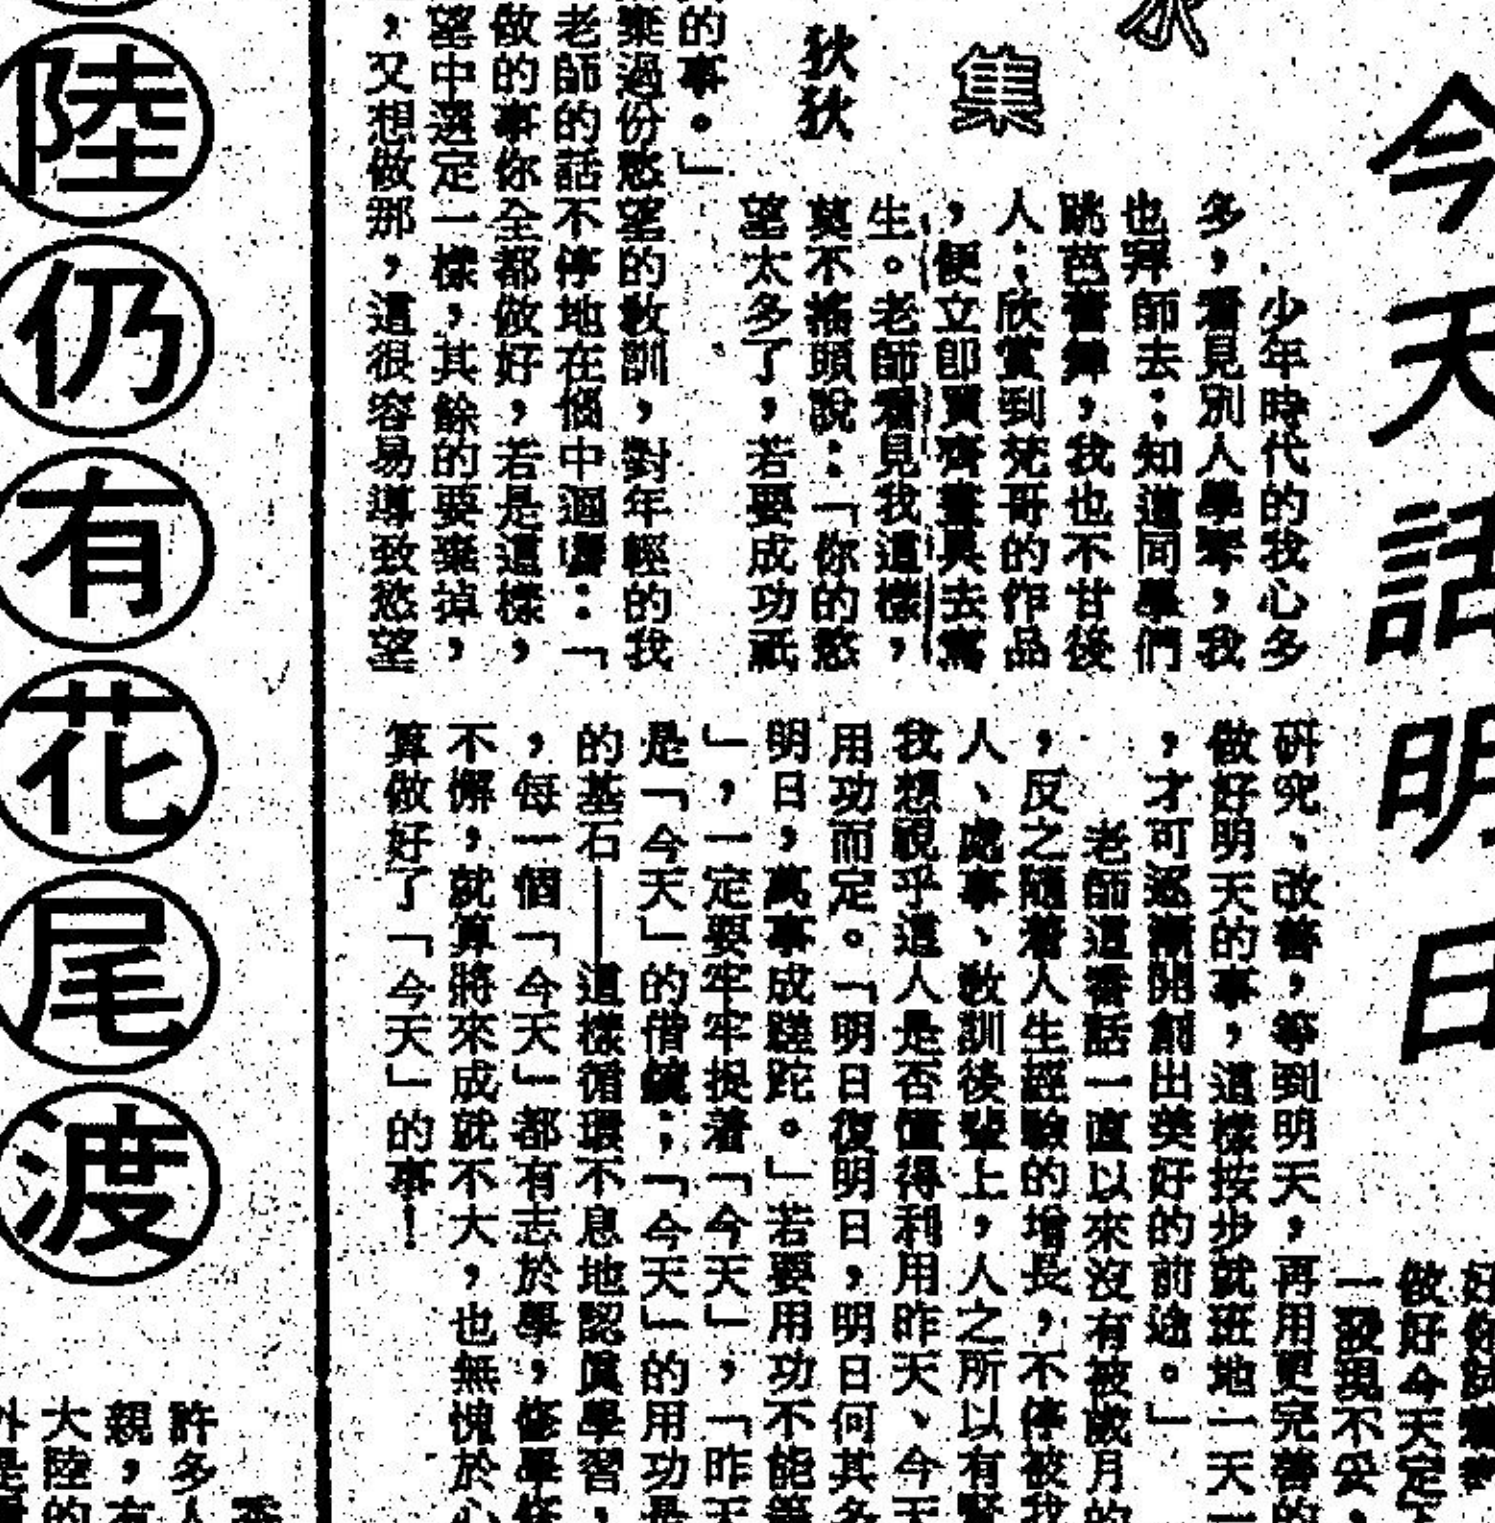 今天話明日
水
集
狄狄
少年時代的我心多
多,看見別人學琴,我
也拜師去;知道同學們
跳芭蕾舞,我也不甘後
人;欣賞到梵哥的作品
,便立即買齊畫具去寫
生。老師看見我這樣,
莫不搖頭說:「你的慾
望太多了,若要成功祇
的事。」
棄過份慾望的教訓,對年輕的我
老師的話不停地在腦中迴響:「
做的事你全都做好,若是這樣,
望中選定一樣,其餘的要棄掉,
,又想做那,這很容易導致慾望
好你
做好今天定
一發現不妥,
研究、改善,等到明天,再用更完善的
做好明天的事,這樣按步就班地一天一
,才可逐漸開創出美好的前途。」
老師這番話一直以來沒有被歲月的
,反之隨着人生經驗的增長,不停被我
人、處事、教訓後輩上,人之所以有賢
我想視乎這人是否懂得利用昨天、今天
用功而定。「明日復明日,明日何其多
明日,萬事成蹉跎。」若要用功不能等
」,一定要牢牢捉着「今天」,「昨天
是「今天」的借鏡;「今天」的用功是
的基石——這樣循環不息地認眞學習,
,每一個「今天」都有志於學,修學修
不懈,就算將來成就不大,也無愧於心
算做好了「今天」的事!
陸仍有花尾渡
許多人
親,有
大陸的
外是